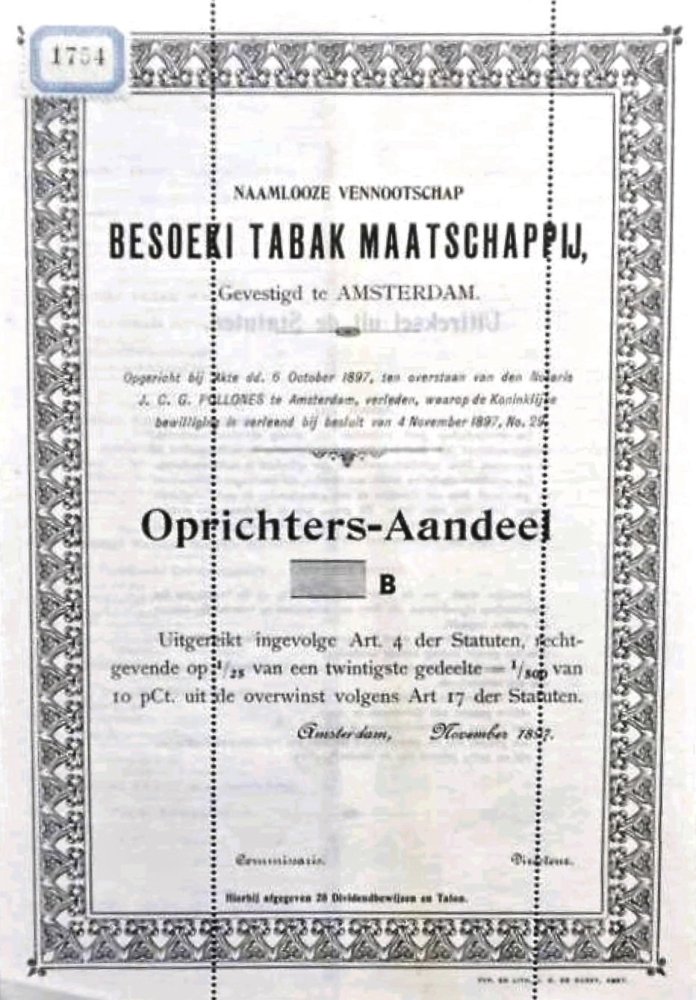 1754
NAAMLOOZE VENNOOTSCHAP
BESOEKI TABAK MAATSCHAPPIJ,
Gevestigd te AMSTERDAM.
Opgericht bij Akte dd. 6 October 1897, ten overstaan van den Notaris
J. C. G. POLLONES te Amsterdam, verleden, waarop de Koninklijke
bewilliging is verleend bij besluit van 4 November 1897, No. 29.
Oprichters-Aandeel
B
Uitgereikt ingevolge Art. 4 der Statuten, recht-
gevende op 1/25 van een twintigste gedeelte = 1/500 van
10 pCt. uit de overwinst volgens Art 17 der Statuten.
Amsterdam, November 1897.
Commissaris. Directeur.
Hierbij afgegeven 20 Dividendbewijzen en Talon.